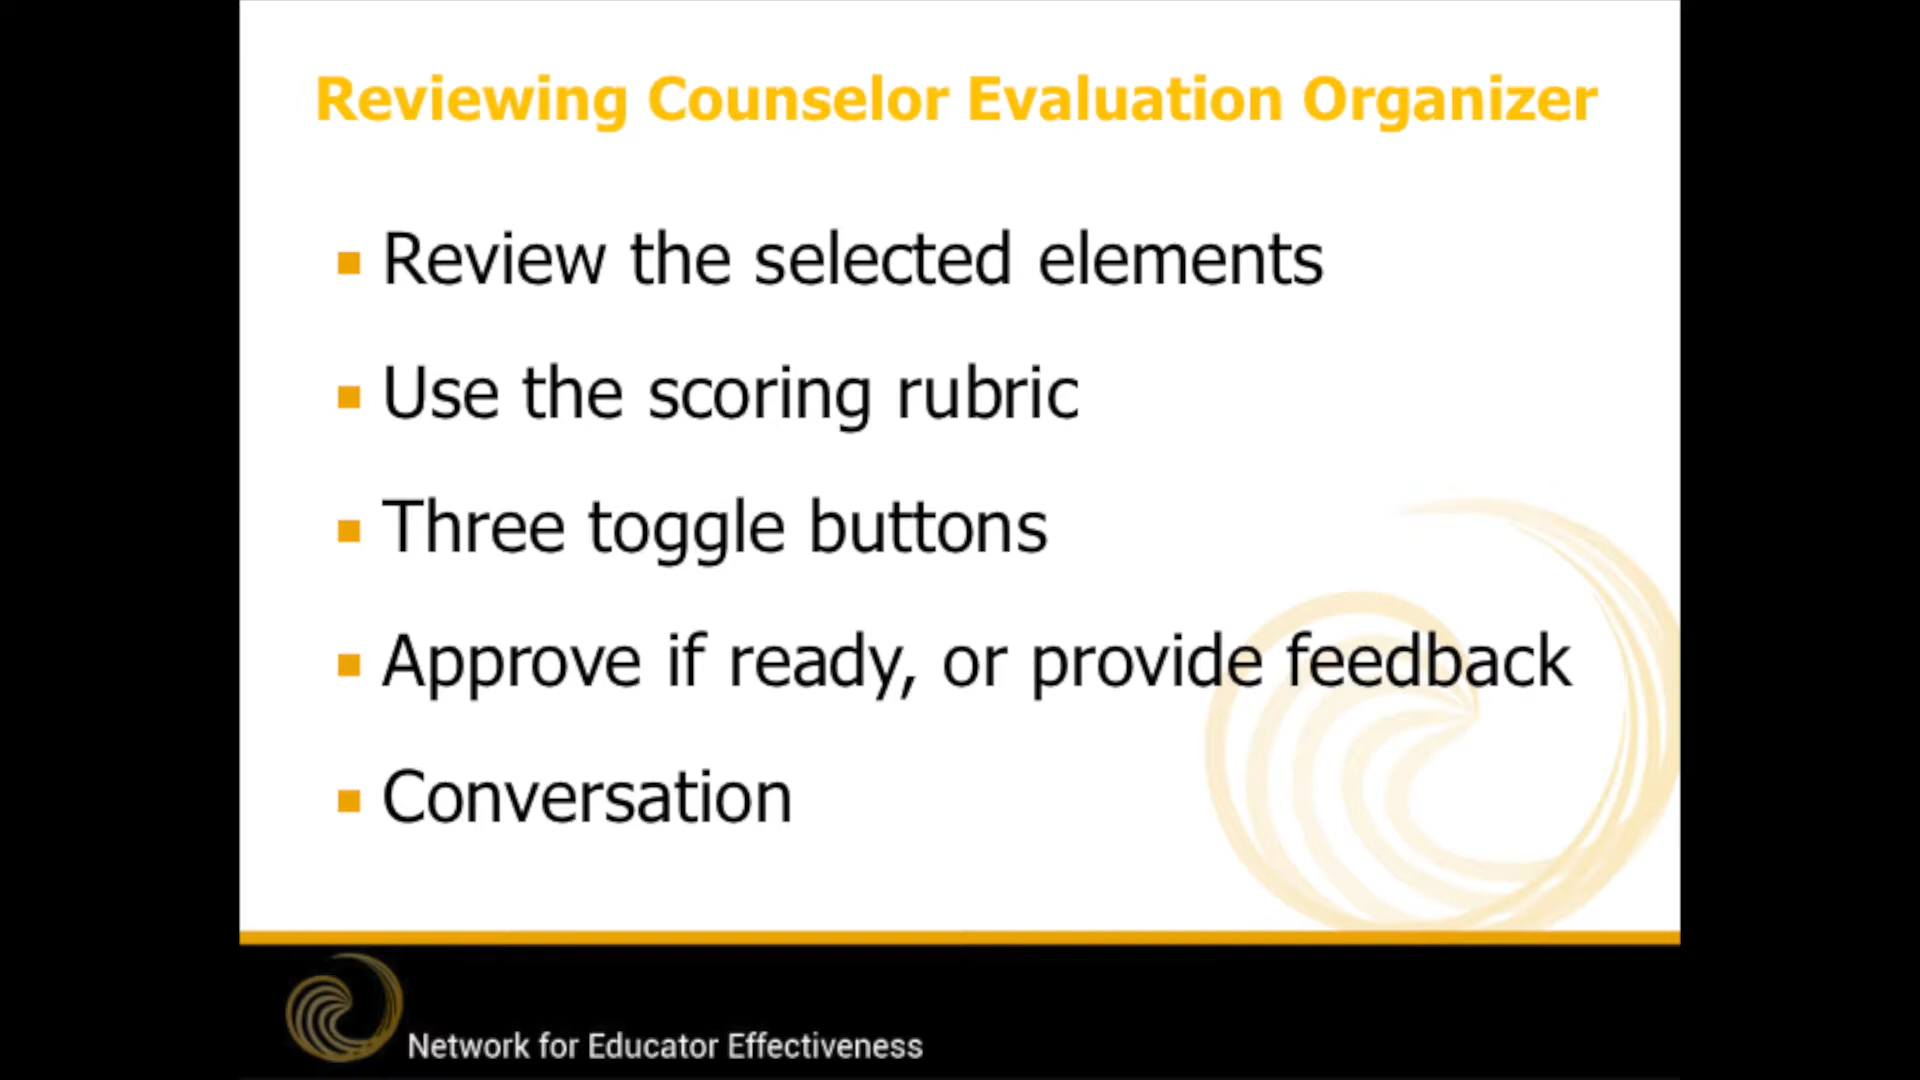 Reviewing Counselor Evaluation Organizer
Review the selected elements
Use the scoring rubric
Three toggle buttons
Approve if ready, or provide feedback
Conversation
Network for Educator Effectiveness